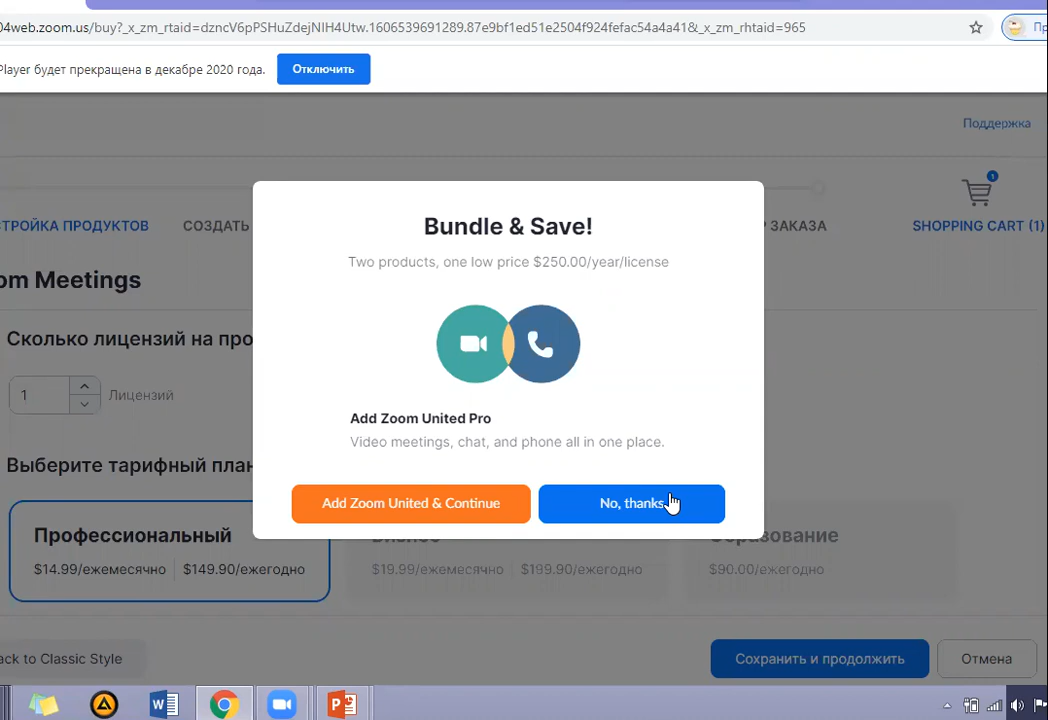 04web.zoom.us/buy?_x_zm_rtaid=dzncV6pPSHuZdejNIH4Utw.1606539691289.87e9bf1ed51e2504f924fefac54a4a41&_x_zm_rhtaid=965
Player будет прекращена в декабре 2020 года. Отключить
Поддержка
1
СТРОЙКА ПРОДУКТОВ СОЗДАТЬ ЗАКАЗА SHOPPING CART (1)
om Meetings
Сколько лицензий на про
1 Лицензий
Выберите тарифный план
Профессиональный Бизнес Образование
$14.99/ежемесячно $149.90/ежегодно $19.99/ежемесячно $199.90/ежегодно $90.00/ежегодно
ack to Classic Style Сохранить и продолжить Отмена
Bundle & Save!
Two products, one low price $250.00/year/license
Add Zoom United Pro
Video meetings, chat, and phone all in one place.
Add Zoom United & Continue No, thanks